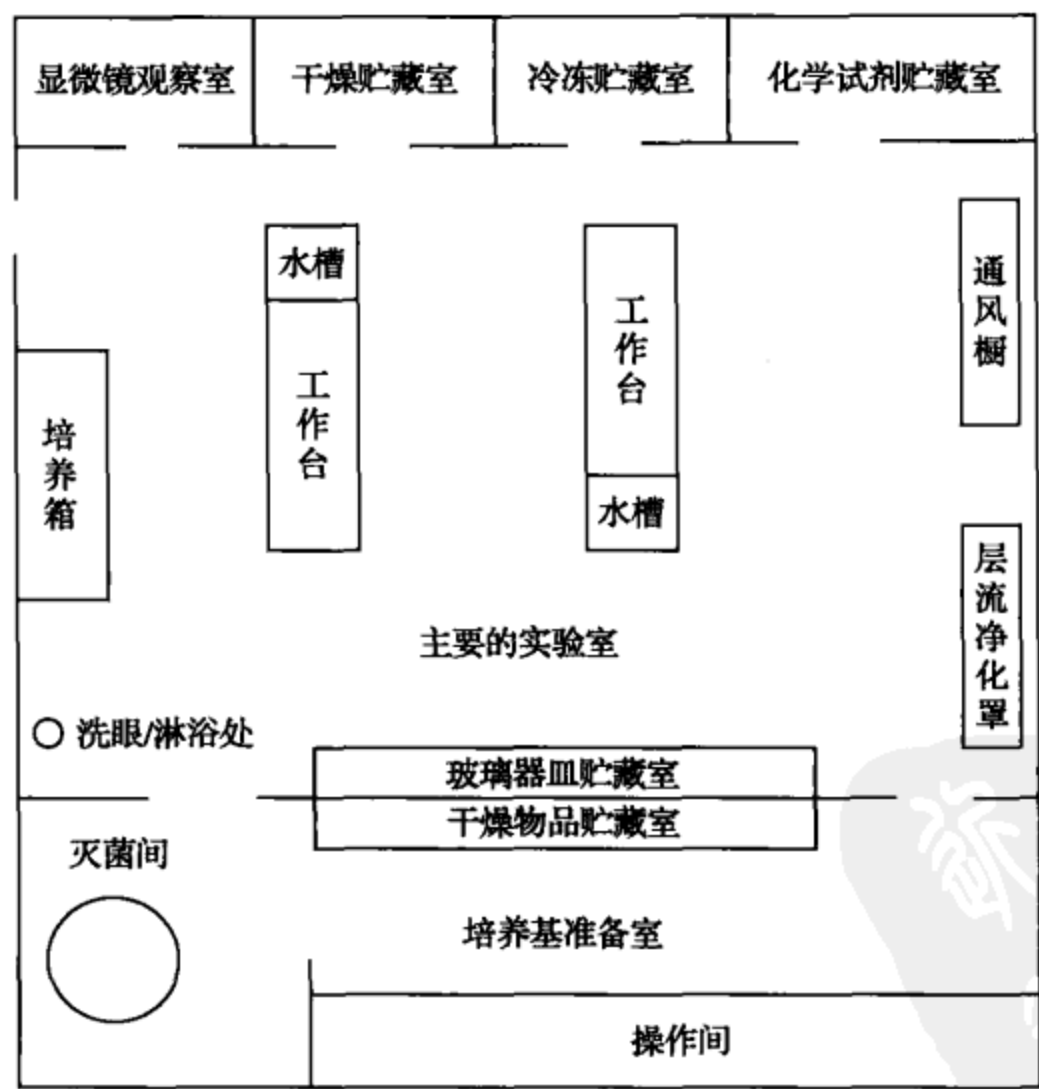 显微镜观察室
干燥贮藏室
冷冻贮藏室
化学试剂贮藏室
水槽
工作台
工作台
水槽
通风橱
培养箱
层流净化罩
主要的实验室
洗眼/淋浴处
玻璃器皿贮藏室
干燥物品贮藏室
灭菌间
培养基准备室
操作间